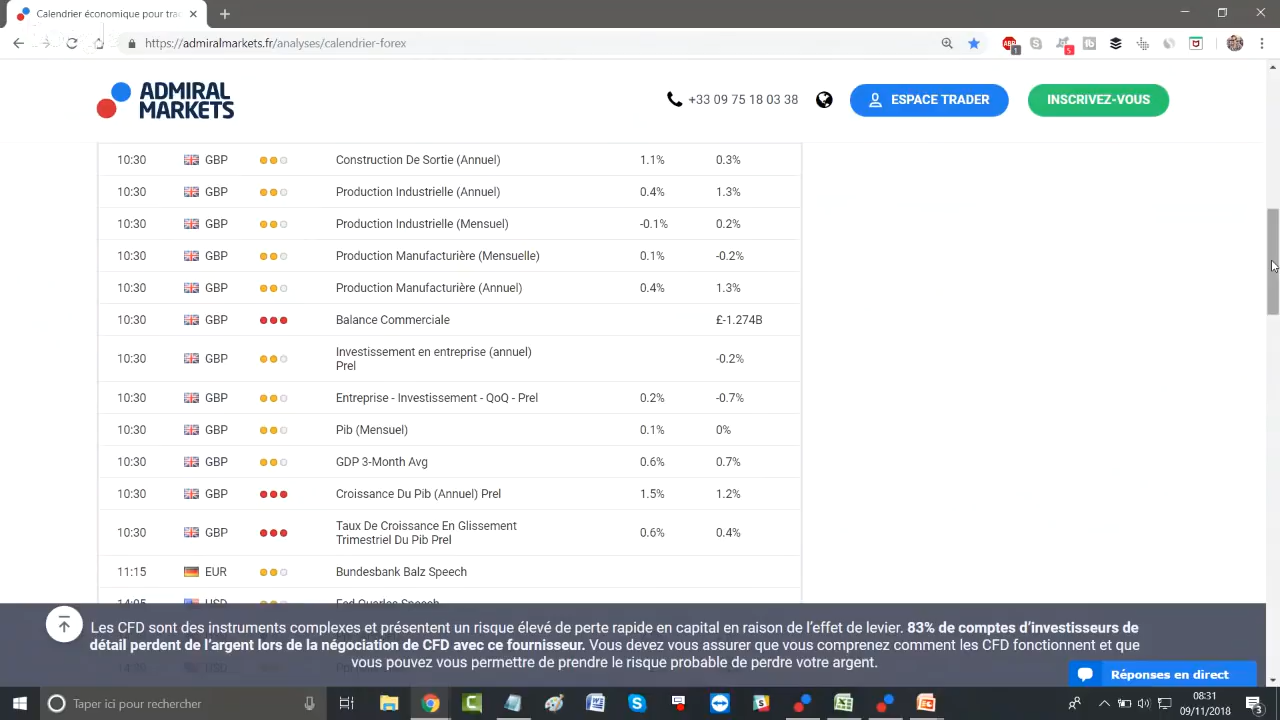 Calendrier économique pour tra
https://admiralmarkets.fr/analyses/calendrier-forex
ADMIRAL
MARKETS
+33 09 75 18 03 38
ESPACE TRADER
INSCRIVEZ-VOUS
10:30 GBP Construction De Sortie (Annuel) 1.1% 0.3%
10:30 GBP Production Industrielle (Annuel) 0.4% 1.3%
10:30 GBP Production Industrielle (Mensuel) -0.1% 0.2%
10:30 GBP Production Manufacturière (Mensuelle) 0.1% -0.2%
10:30 GBP Production Manufacturière (Annuel) 0.4% 1.3%
10:30 GBP Balance Commerciale £-1.274B
10:30 GBP Investissement en entreprise (annuel)
Prel -0.2%
10:30 GBP Entreprise - Investissement - QoQ - Prel 0.2% -0.7%
10:30 GBP Pib (Mensuel) 0.1% 0%
10:30 GBP GDP 3-Month Avg 0.6% 0.7%
10:30 GBP Croissance Du Pib (Annuel) Prel 1.5% 1.2%
10:30 GBP Taux De Croissance En Glissement
Trimestriel Du Pib Prel 0.6% 0.4%
11:15 EUR Bundesbank Balz Speech
14:05 USD Fed Quarles Speech
Les CFD sont des instruments complexes et présentent un risque élevé de perte rapide en capital en raison de l'effet de levier. 83% de comptes d'investisseurs de
détail perdent de l'argent lors de la négociation de CFD avec ce fournisseur. Vous devez vous assurer que vous comprenez comment les CFD fonctionnent et que
vous pouvez vous permettre de prendre le risque probable de perdre votre argent.
Réponses en direct
Taper ici pour rechercher
08:31
09/11/2018